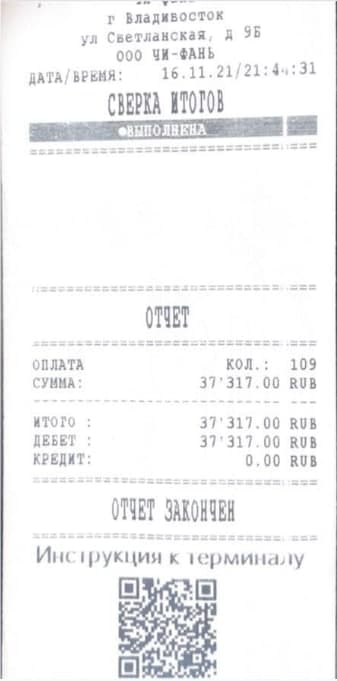 г Владивосток
ул Светланская, д 9Б
ООО ЧИ-ФАНЬ
ДАТА/ВРЕМЯ: 16.11.21/21:44:31
СВЕРКА ИТОГОВ
ВЫПОЛНЕНА
ОТЧЕТ
ОПЛАТА КОЛ.: 109
СУММА: 37'317.00 RUB
ИТОГО : 37'317.00 RUB
ДЕБЕТ : 37'317.00 RUB
КРЕДИТ: 0.00 RUB
ОТЧЕТ ЗАКОНЧЕН
Инструкция к терминалу